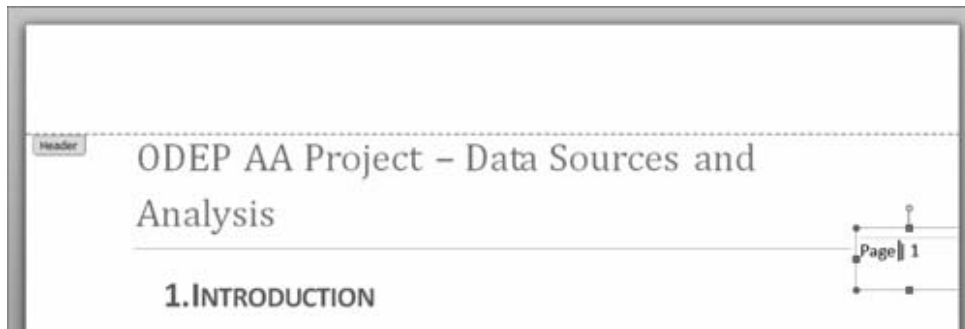 Header
ODEP AA Project – Data Sources and
Analysis
Page | 1
1.INTRODUCTION